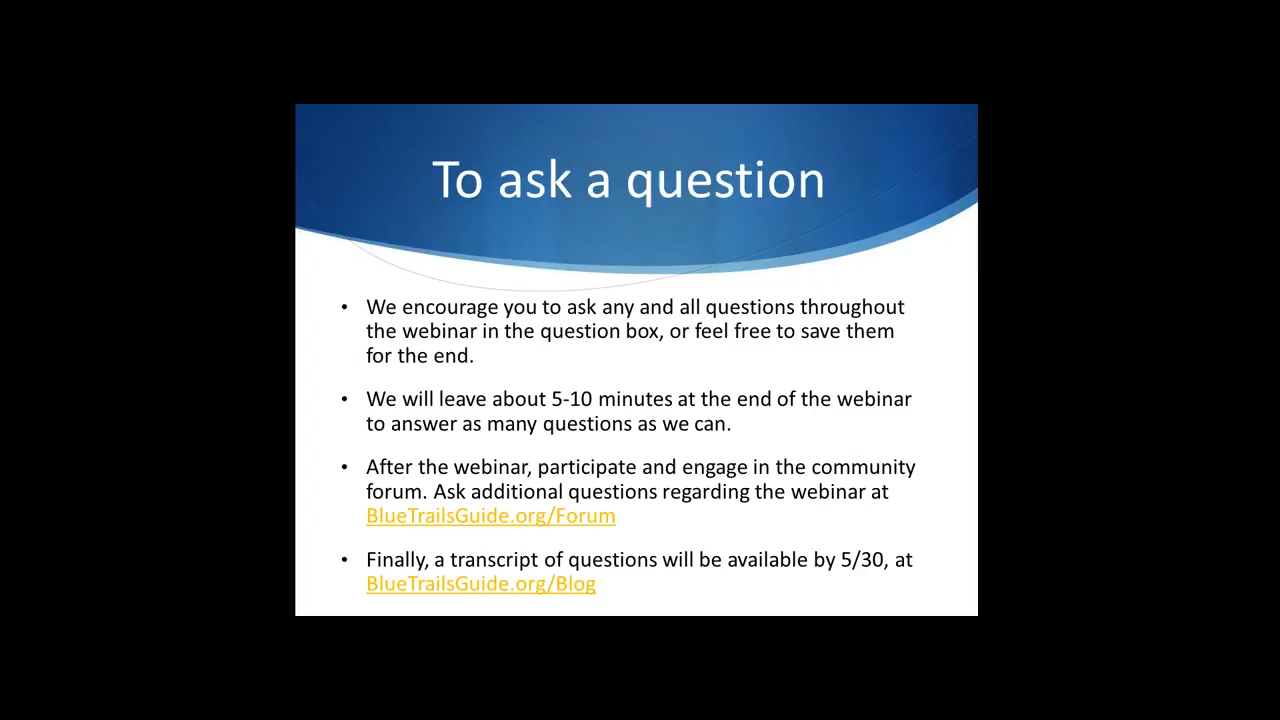 To ask a question
• We encourage you to ask any and all questions throughout
the webinar in the question box, or feel free to save them
for the end.
• We will leave about 5-10 minutes at the end of the webinar
to answer as many questions as we can.
• After the webinar, participate and engage in the community
forum. Ask additional questions regarding the webinar at
BlueTrailsGuide.org/Forum
• Finally, a transcript of questions will be available by 5/30, at
BlueTrailsGuide.org/Blog